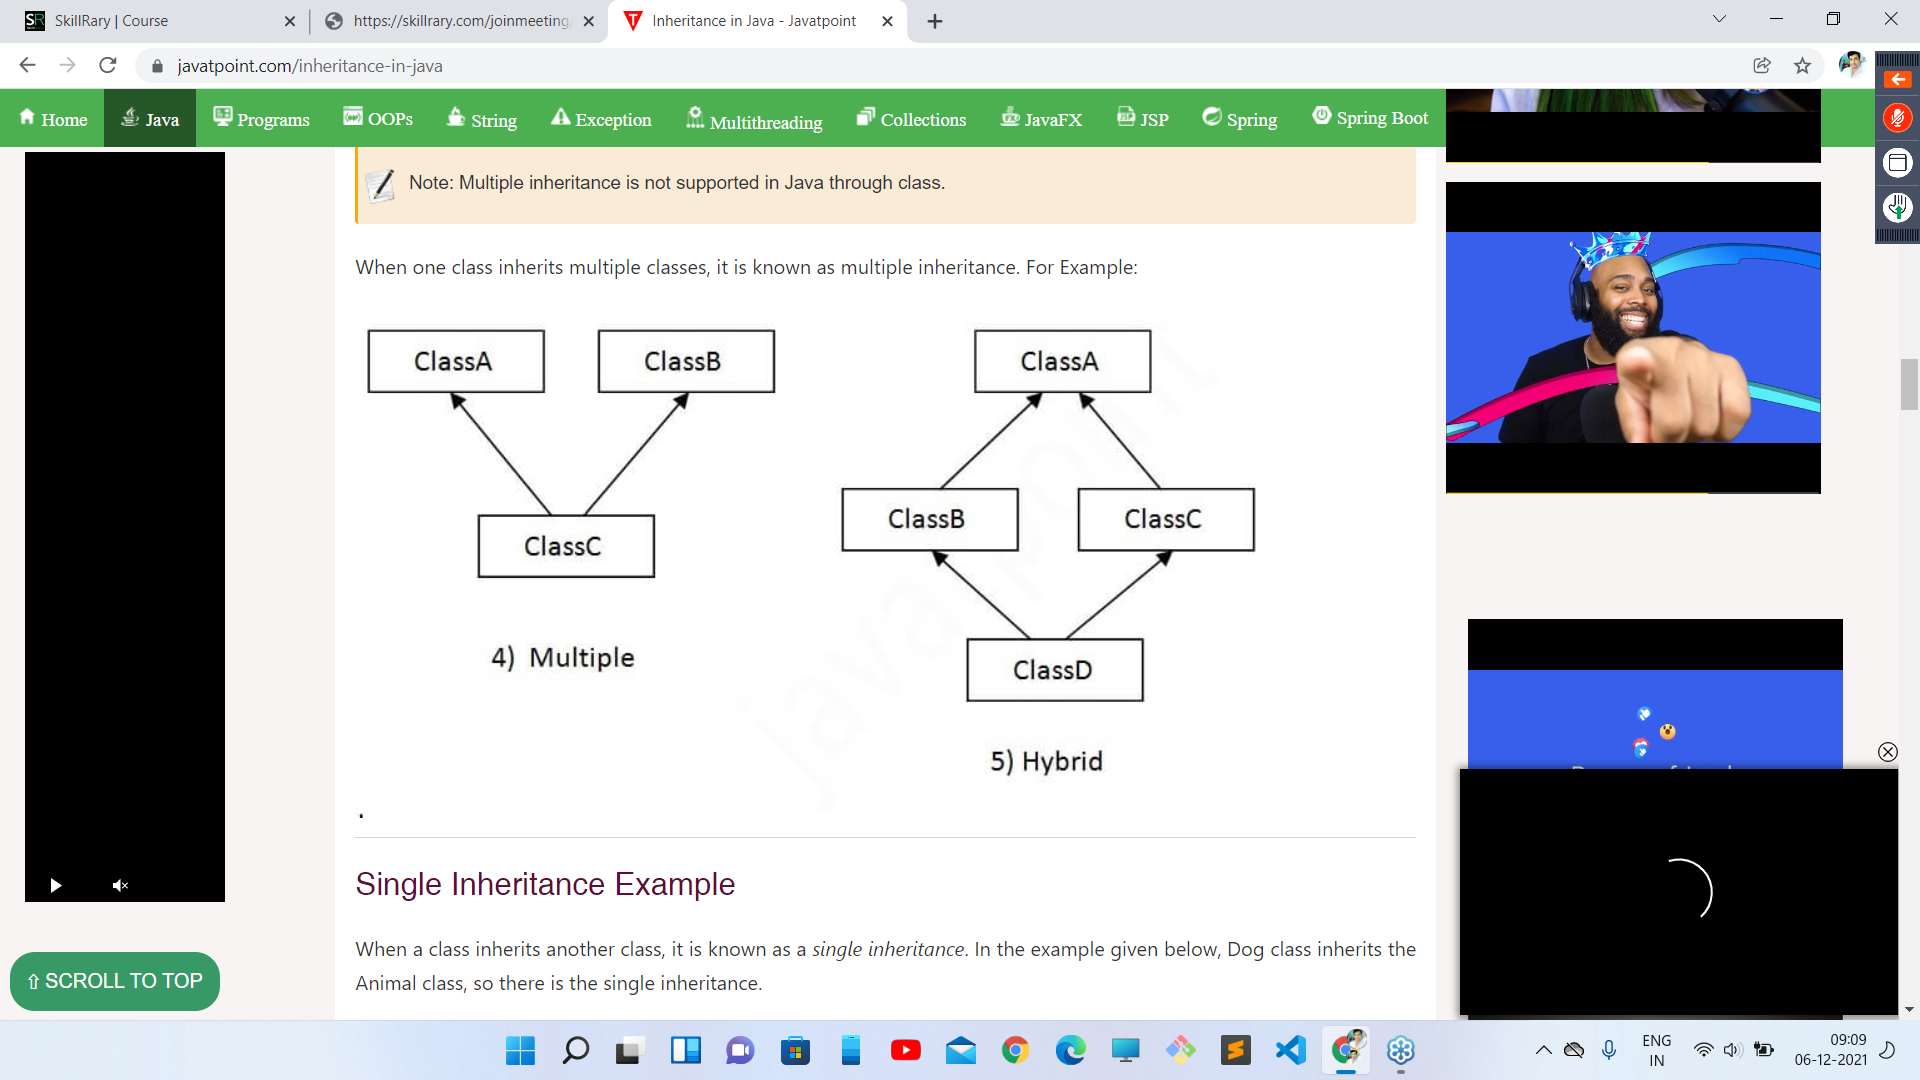 SkillRary | Course
https://skillrary.com/joinmeeting
Inheritance in Java - Javatpoint
javatpoint.com/inheritance-in-java
Home
Java
Programs
OOPs
String
Exception
Multithreading
Collections
JavaFX
JSP
Spring
Spring Boot
Note: Multiple inheritance is not supported in Java through class.
When one class inherits multiple classes, it is known as multiple inheritance. For Example:
ClassA
ClassB
ClassA
ClassB
ClassC
ClassC
4) Multiple
ClassD
5) Hybrid
.
Single Inheritance Example
When a class inherits another class, it is known as a single inheritance. In the example given below, Dog class inherits the
Animal class, so there is the single inheritance.
⇧ SCROLL TO TOP
ENG
IN
09:09
06-12-2021